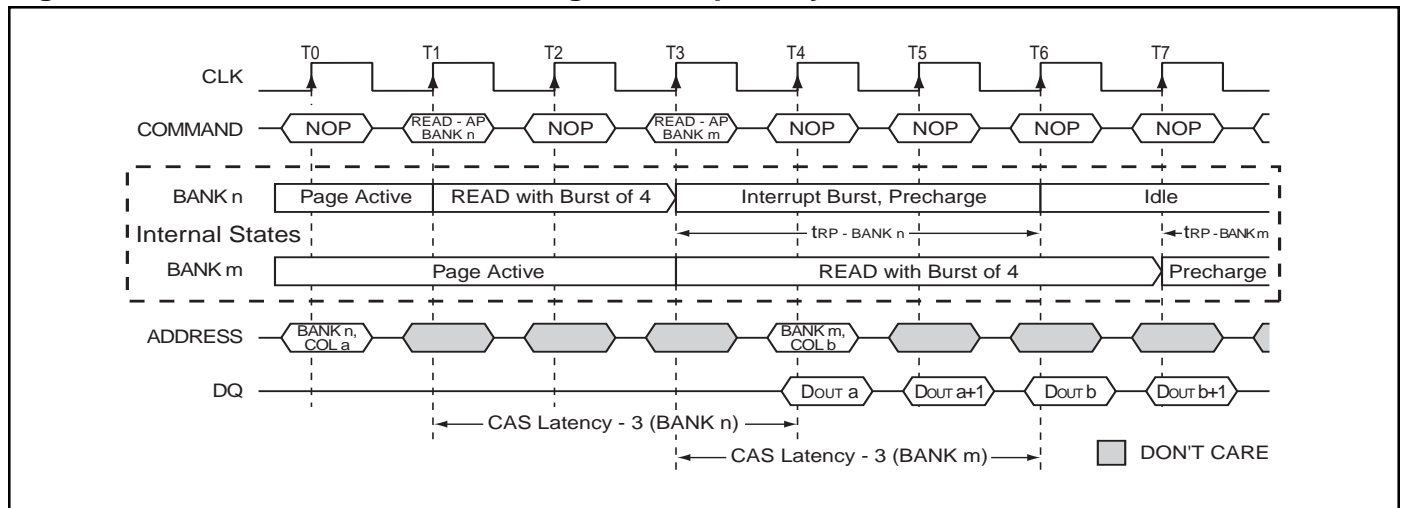 T0 T1 T2 T3 T4 T5 T6 T7
CLK
COMMAND NOP READ - AP BANK n NOP READ - AP BANK m NOP NOP NOP NOP
BANK n Page Active READ with Burst of 4 Interrupt Burst, Precharge Idle
Internal States tRP - BANK n tRP - BANK m
BANK m Page Active READ with Burst of 4 Precharge
ADDRESS BANK n, COL a BANK m, COL b
DQ DOUT a DOUT a+1 DOUT b DOUT b+1
CAS Latency - 3 (BANK n)
CAS Latency - 3 (BANK m) DON'T CARE